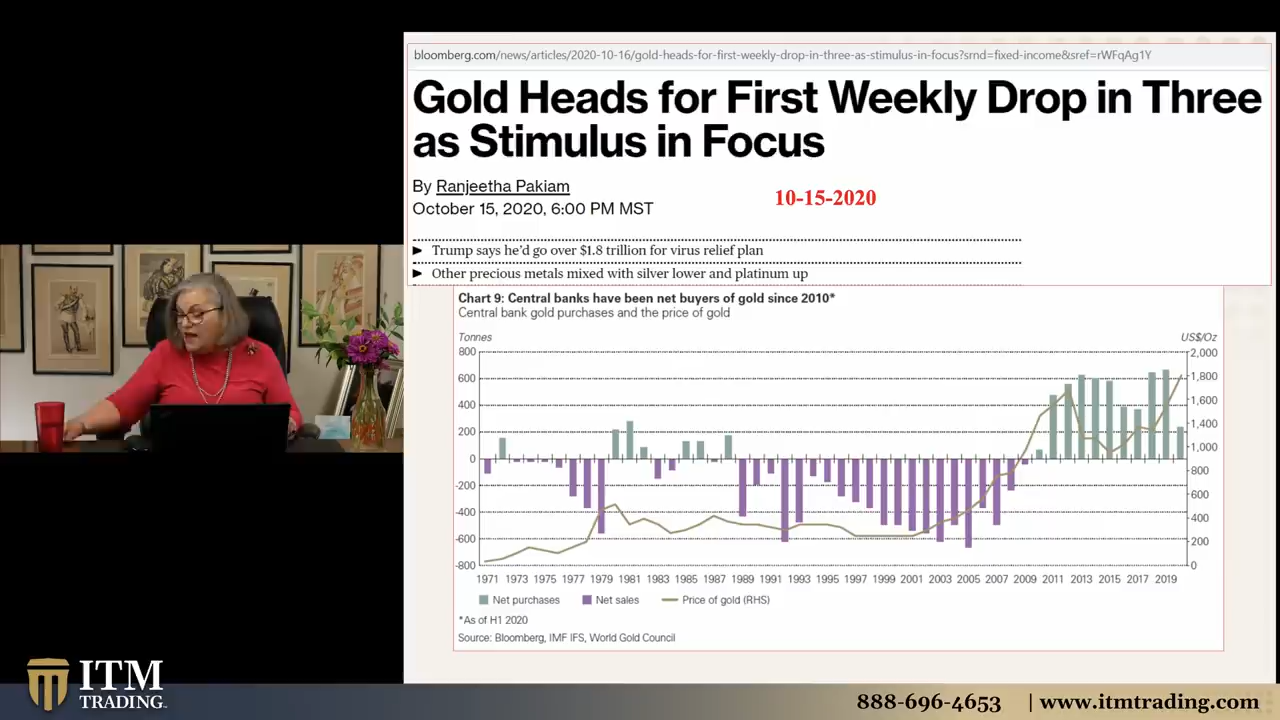 bloomberg.com/news/articles/2020-10-16/gold-heads-for-first-weekly-drop-in-three-as-stimulus-in-focus?srnd=fixed-income&sref=rWFqAg1Y
Gold Heads for First Weekly Drop in Three
as Stimulus in Focus
By Ranjeetha Pakiam
October 15, 2020, 6:00 PM MST
10-15-2020
► Trump says he'd go over $1.8 trillion for virus relief plan
► Other precious metals mixed with silver lower and platinum up
Chart 9: Central banks have been net buyers of gold since 2010*
Central bank gold purchases and the price of gold
Tonnes
US$/Oz
800
600
400
200
0
-200
-400
-600
-800
2,000
1,800
1,600
1,400
1,200
1,000
800
600
400
200
0
1971 1973 1975 1977 1979 1981 1983 1985 1987 1989 1991 1993 1995 1997 1999 2001 2003 2005 2007 2009 2011 2013 2015 2017 2019
Net purchases Net sales Price of gold (RHS)
*As of H1 2020
Source: Bloomberg, IMF IFS, World Gold Council
ITM
TRADING
888-696-4653 | www.itmtrading.com